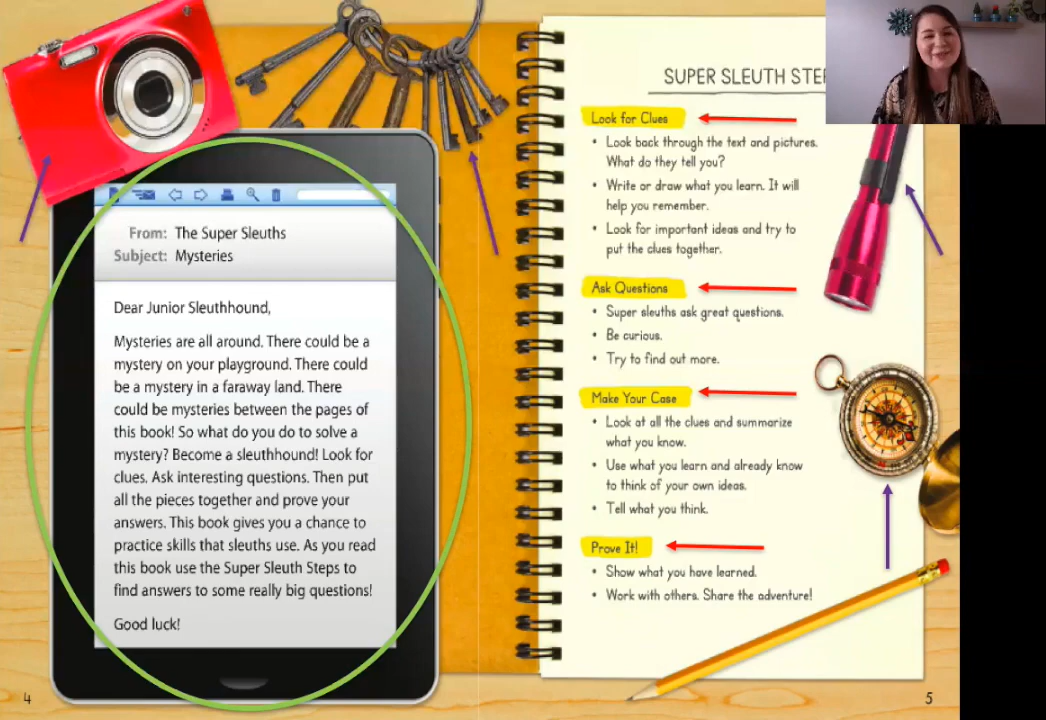 From: The Super Sleuths
Subject: Mysteries
Dear Junior Sleuthhound,
Mysteries are all around. There could be a
mystery on your playground. There could
be a mystery in a faraway land. There
could be mysteries between the pages of
this book! So what do you do to solve a
mystery? Become a sleuthhound! Look for
clues. Ask interesting questions. Then put
all the pieces together and prove your
answers. This book gives you a chance to
practice skills that sleuths use. As you read
this book use the Super Sleuth Steps to
find answers to some really big questions!
Good luck!
4
SUPER SLEUTH
Look for Clues
• Look back through the text and pictures.
What do they tell you?
• Write or draw what you learn. It will
help you remember.
• Look for important ideas and try to
put the clues together.
Ask Questions
• Super sleuths ask great questions.
• Be curious.
• Try to find out more.
Make Your Case
• Look at all the clues and summarize
what you know.
• Use what you learn and already know
to think of your own ideas.
• Tell what you think.
Prove It!
• Show what you have learned.
• Work with others. Share the adventure!
5